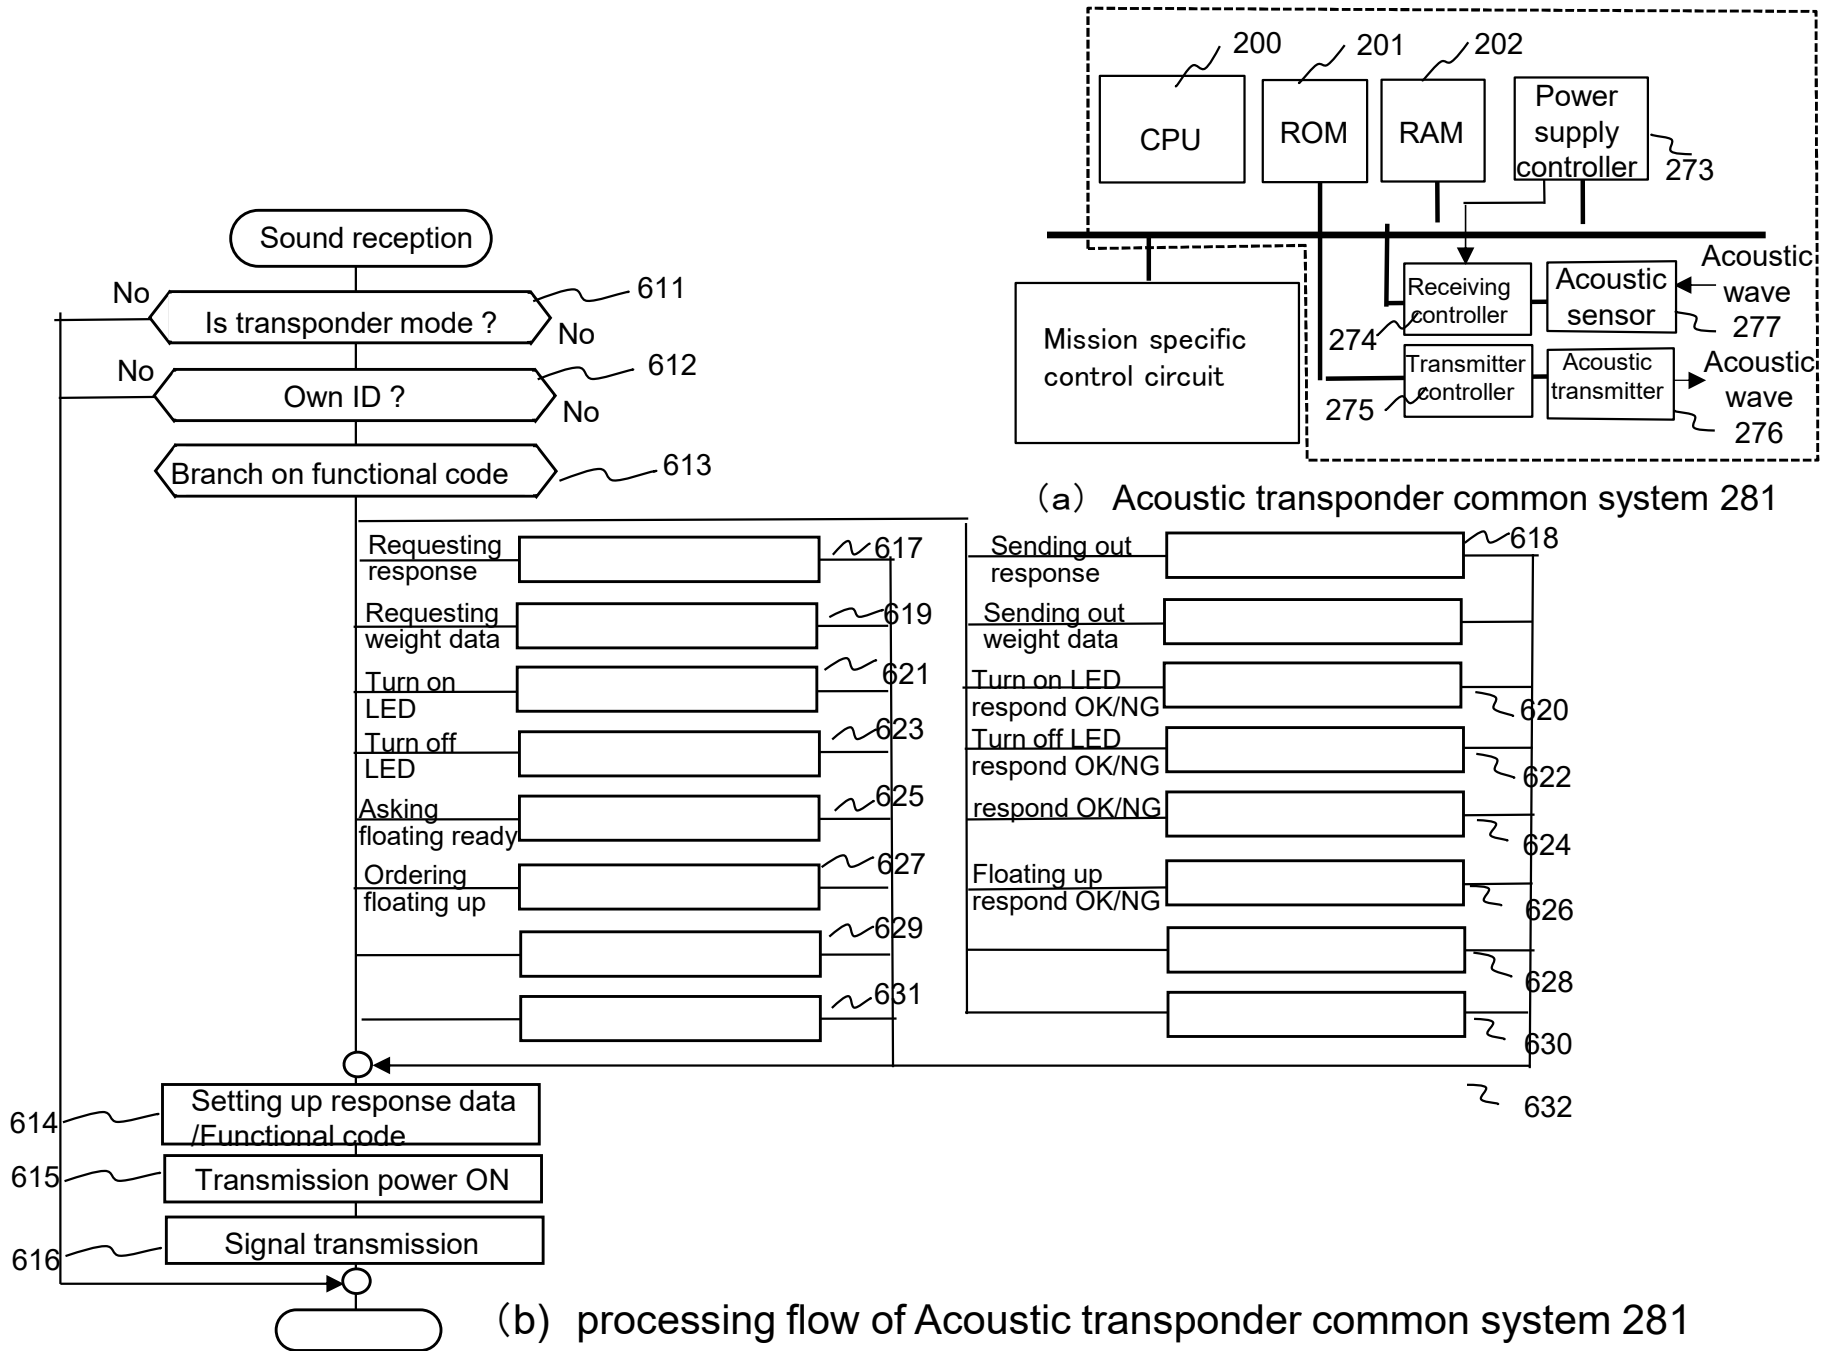 200
201
202
CPU
ROM
RAM
Power
supply
controller
273
Sound reception
No
611
Is transponder mode ?
No
No
612
Own ID ?
No
Branch on functional code
613
Acoustic
wave
277
Receiving
controller
274
Acoustic
sensor
Mission specific
control circuit
Transmitter
controller
275
Acoustic
transmitter
Acoustic
wave
276
（a） Acoustic transponder common system 281
Requesting
response
617
Sending out
response
618
Requesting
weight data
619
Sending out
weight data
Turn on
LED
621
Turn on LED
respond OK/NG
620
Turn off
LED
623
Turn off LED
respond OK/NG
622
Asking
floating ready
625
respond OK/NG
624
Ordering
floating up
627
Floating up
respond OK/NG
626
629
628
631
630
632
614
Setting up response data
/Functional code
615
Transmission power ON
616
Signal transmission
（b） processing flow of Acoustic transponder common system 281